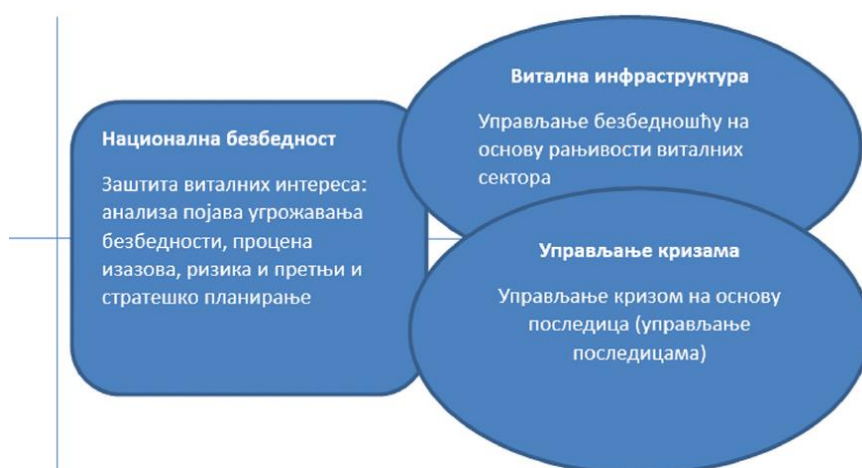 Национална безбедност
Заштита виталних интереса:
анализа појава угрожавања
безбедности, процена
изазова, ризика и претњи и
стратешко планирање
Витална инфраструктура
Управљање безбедношћу на
основу рањивости виталних
сектора
Управљање кризама
Управљање кризом на основу
последица (управљање
последицама)